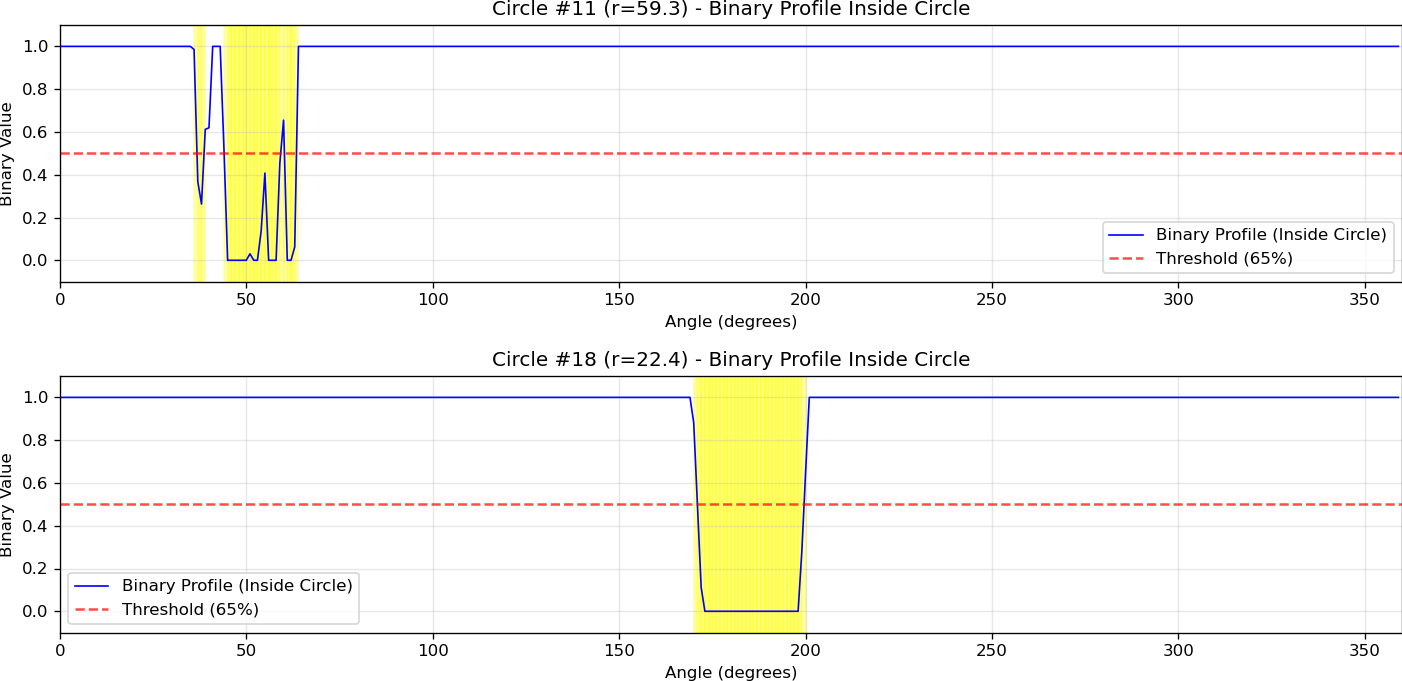 Circle #11 (r=59.3) - Binary Profile Inside Circle
Binary Value
1.0
0.8
0.6
0.4
0.2
0.0
Binary Profile (Inside Circle)
Threshold (65%)
0 50 100 150 200 250 300 350
Angle (degrees)
Circle #18 (r=22.4) - Binary Profile Inside Circle
Binary Value
1.0
0.8
0.6
0.4
0.2
0.0
Binary Profile (Inside Circle)
Threshold (65%)
0 50 100 150 200 250 300 350
Angle (degrees)